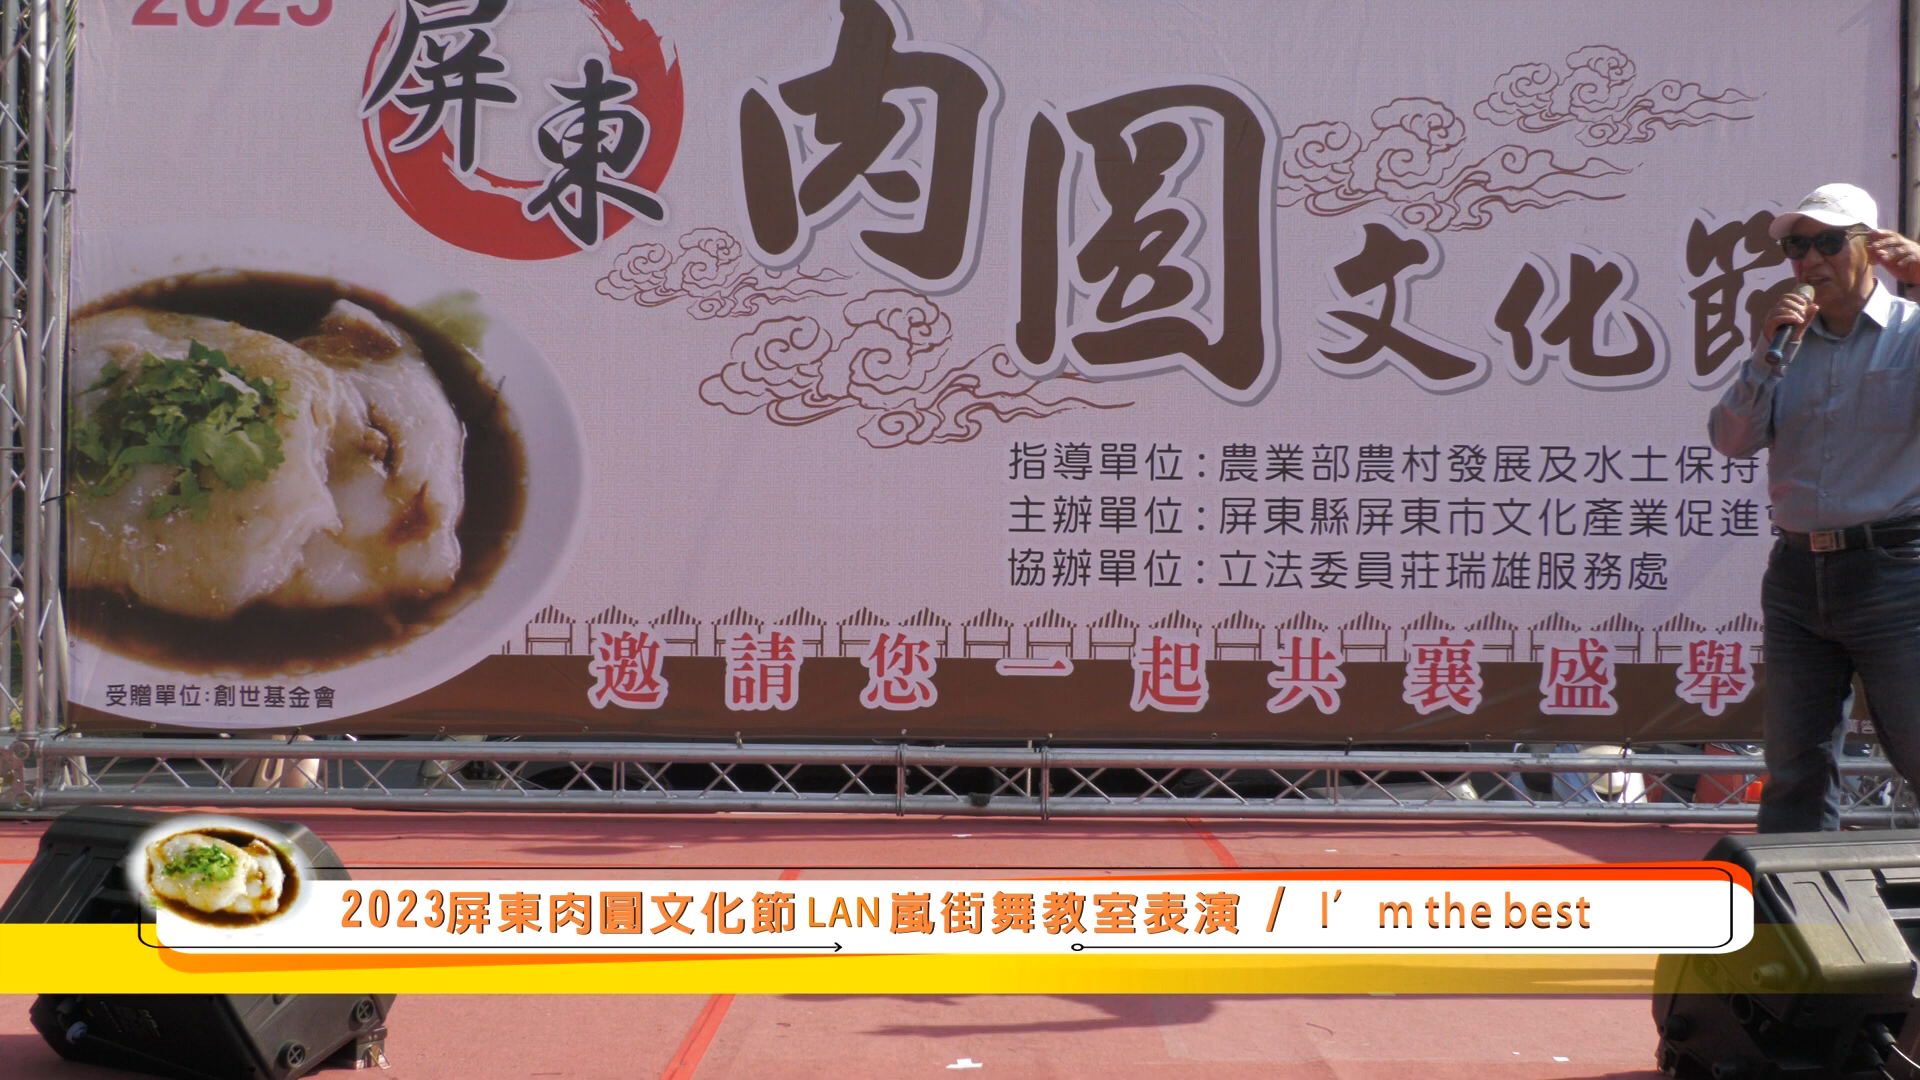 2023
屏東
肉圓文化節
指導單位:農業部農村發展及水土保持
主辦單位:屏東縣屏東市文化產業促進會
協辦單位:立法委員莊瑞雄服務處
邀請您一起共襄盛舉
受贈單位:創世基金會
2023屏東肉圓文化節LAN嵐街舞教室表演 / I'm the best